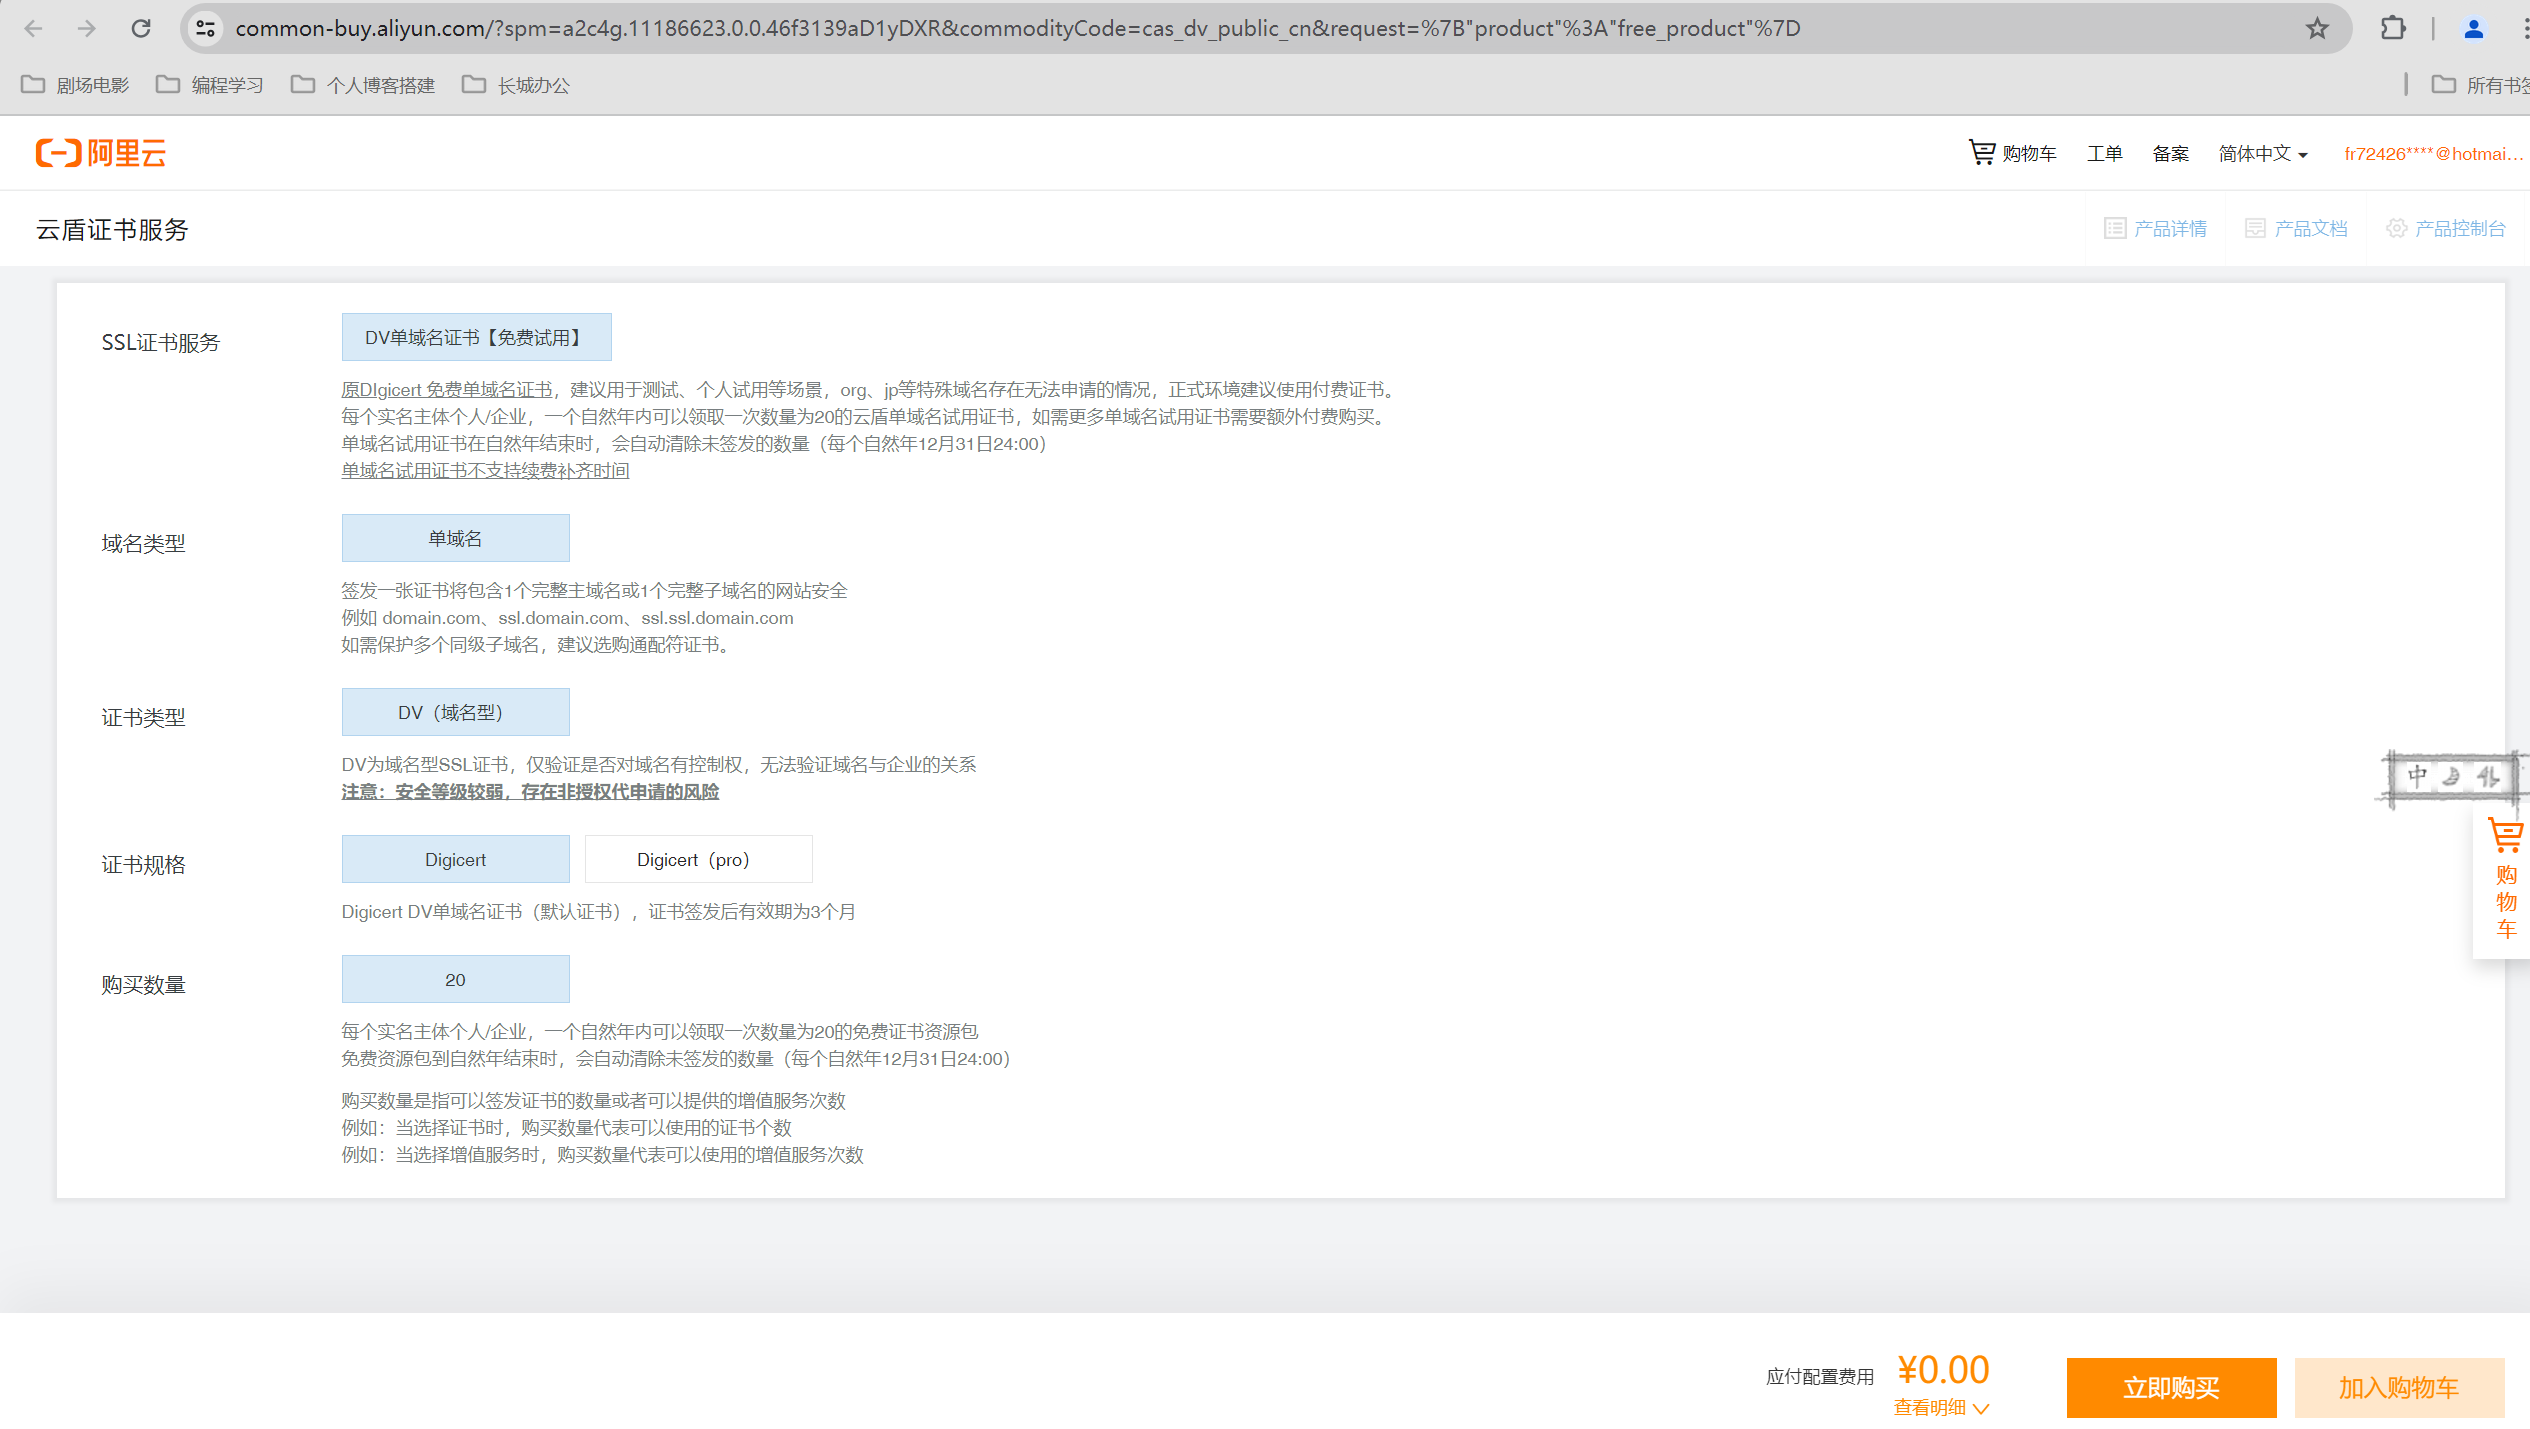 common-buy.aliyun.com/?spm=a2c4g.11186623.0.0.46f3139aD1yDXR&commodityCode=cas_dv_public_cn&request=%7B"product"%3A"free_product"%7D
剧场电影
编程学习
个人博客搭建
长城办公
所有书签
阿里云
购物车
工单
备案
简体中文
fr72426****@hotmai...
云盾证书服务
产品详情
产品文档
产品控制台
SSL证书服务
DV单域名证书【免费试用】
原DIgicert 免费单域名证书，建议用于测试、个人试用等场景，org、jp等特殊域名存在无法申请的情况，正式环境建议使用付费证书。
每个实名主体个人/企业，一个自然年内可以领取一次数量为20的云盾单域名试用证书，如需更多单域名试用证书需要额外付费购买。
单域名试用证书在自然年结束时，会自动清除未签发的数量（每个自然年12月31日24:00）
单域名试用证书不支持续费补齐时间
域名类型
单域名
签发一张证书将包含1个完整主域名或1个完整子域名的网站安全
例如 domain.com、ssl.domain.com、ssl.ssl.domain.com
如需保护多个同级子域名，建议选购通配符证书。
证书类型
DV（域名型）
DV为域名型SSL证书，仅验证是否对域名有控制权，无法验证域名与企业的关系
注意：安全等级较弱，存在非授权代申请的风险
中
证书规格
Digicert
Digicert（pro）
Digicert DV单域名证书（默认证书），证书签发后有效期为3个月
购物车
购买数量
20
每个实名主体个人/企业，一个自然年内可以领取一次数量为20的免费证书资源包
免费资源包到自然年结束时，会自动清除未签发的数量（每个自然年12月31日24:00）
购买数量是指可以签发证书的数量或者可以提供的增值服务次数
例如：当选择证书时，购买数量代表可以使用的证书个数
例如：当选择增值服务时，购买数量代表可以使用的增值服务次数
应付配置费用
¥0.00
查看明细
立即购买
加入购物车